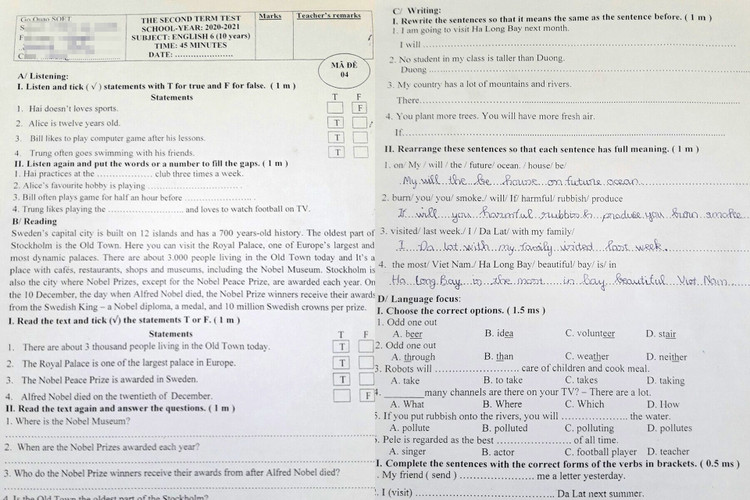 Go Quao SOFT
THE SECOND TERM TEST
SCHOOL-YEAR: 2020-2021
SUBJECT: ENGLISH 6 (10 years)
TIME: 45 MINUTES
DATE: ..................
Marks
Teacher's remarks
MÃ ĐỀ
04
A/ Listening:
I. Listen and tick ( √ ) statements with T for true and F for false. ( 1 m )
Statements T F
1. Hai doesn't loves sports. F
2. Alice is twelve years old. T
3. Bill likes to play computer game after his lessons. T
4. Trung often goes swimming with his friends. T
II. Listen again and put the words or a number to fill the gaps. ( 1 m )
1. Hai practices at the ........................ club three times a week.
2. Alice's favourite hobby is playing ........................
3. Bill often plays game for half an hour before ........................
4. Trung likes playing the ........................ and loves to watch football on TV.
B/ Reading
Sweden's capital city is built on 12 islands and has a 700 years-old history. The oldest part of
Stockholm is the Old Town. Here you can visit the Royal Palace, one of Europe's largest and
most dynamic palaces. There are about 3.000 people living in the Old Town today and It's a
place with cafés, restaurants, shops and museums, including the Nobel Museum. Stockholm is
also the city where Nobel Prizes, except for the Nobel Peace Prize, are awarded each year. On
the 10 December, the day when Alfred Nobel died, the Nobel Prize winners receive their awards
from the Swedish King – a Nobel diploma, a medal, and 10 million Swedish crowns per prize.
I. Read the text and tick (√) the statements T or F. ( 1 m )
Statements T F
1. There are about 3 thousand people living in the Old Town today. T
2. The Royal Palace is one of the largest palace in Europe. T
3. The Nobel Peace Prize is awarded in Sweden. T
4. Alfred Nobel died on the twentieth of December. F
II. Read the text again and answer the questions. ( 1 m )
1. Where is the Nobel Museum?
2. When are the Nobel Prizes awarded each year?
3. Who do the Nobel Prize winners receive their awards from after Alfred Nobel died?
4. Is the Old Town the oldest part of the Stockholm?
C/ Writing:
I. Rewrite the sentences so that it means the same as the sentence before. ( 1 m )
1. I am going to visit Ha Long Bay next month.
I will ........................
2. No student in my class is taller than Duong.
Duong ........................
3. My country has a lot of mountains and rivers.
There ........................
4. You plant more trees. You will have more fresh air.
If ........................
II. Rearrange these sentences so that each sentence has full meaning. ( 1 m )
1. on/ My / will / the / future/ ocean. / house/ be/
My will the be house on future ocean
2. burn/ you/ you/ smoke./ will/ If/ harmful/ rubbish/ produce
If will you harmful rubbish produce you burn smoke
3. visited/ last week./ I / Da Lat/ with my family/
I Da lat with my family visited last week
4. the most/ Viet Nam./ Ha Long Bay/ beautiful/ bay/ is/ in
Ha Long Bay is the most in bay beautiful Viet Nam
D/ Language focus:
I. Choose the correct options. ( 1.5 m )
1. Odd one out
A. beer B. idea C. volunteer D. stair
2. Odd one out
A. through B. than C. weather D. neither
3. Robots will ........................ care of children and cook meal.
A. take B. to take C. takes D. taking
4. ________ many channels are there on your TV? – There are a lot.
A. What B. Where C. Which D. How
5. If you put rubbish onto the rivers, you will ........................ the water.
A. pollute B. polluted C. polluting D. pollutes
. Pele is regarded as the best ........................ of all time.
A. singer B. actor C. football player D. teacher
I. Complete the sentences with the correct forms of the verbs in brackets. ( 0.5 m )
. My friend ( send ) ........................ me a letter yesterday.
. I (visit) ........................ Da Lat next summer.